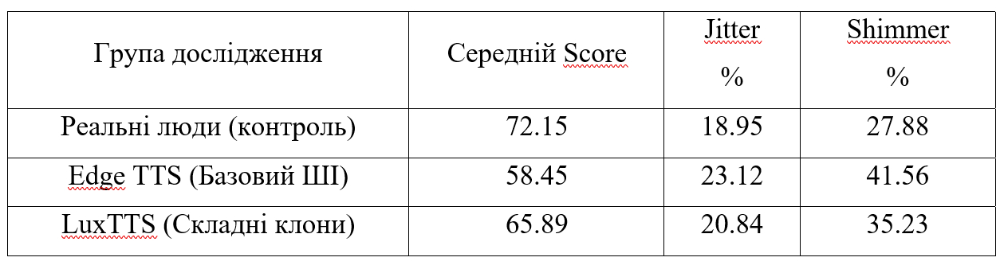 Група дослідження Середній Score Jitter % Shimmer %
Реальні люди (контроль) 72.15 18.95 27.88
Edge TTS (Базовий ШІ) 58.45 23.12 41.56
LuxTTS (Складні клони) 65.89 20.84 35.23